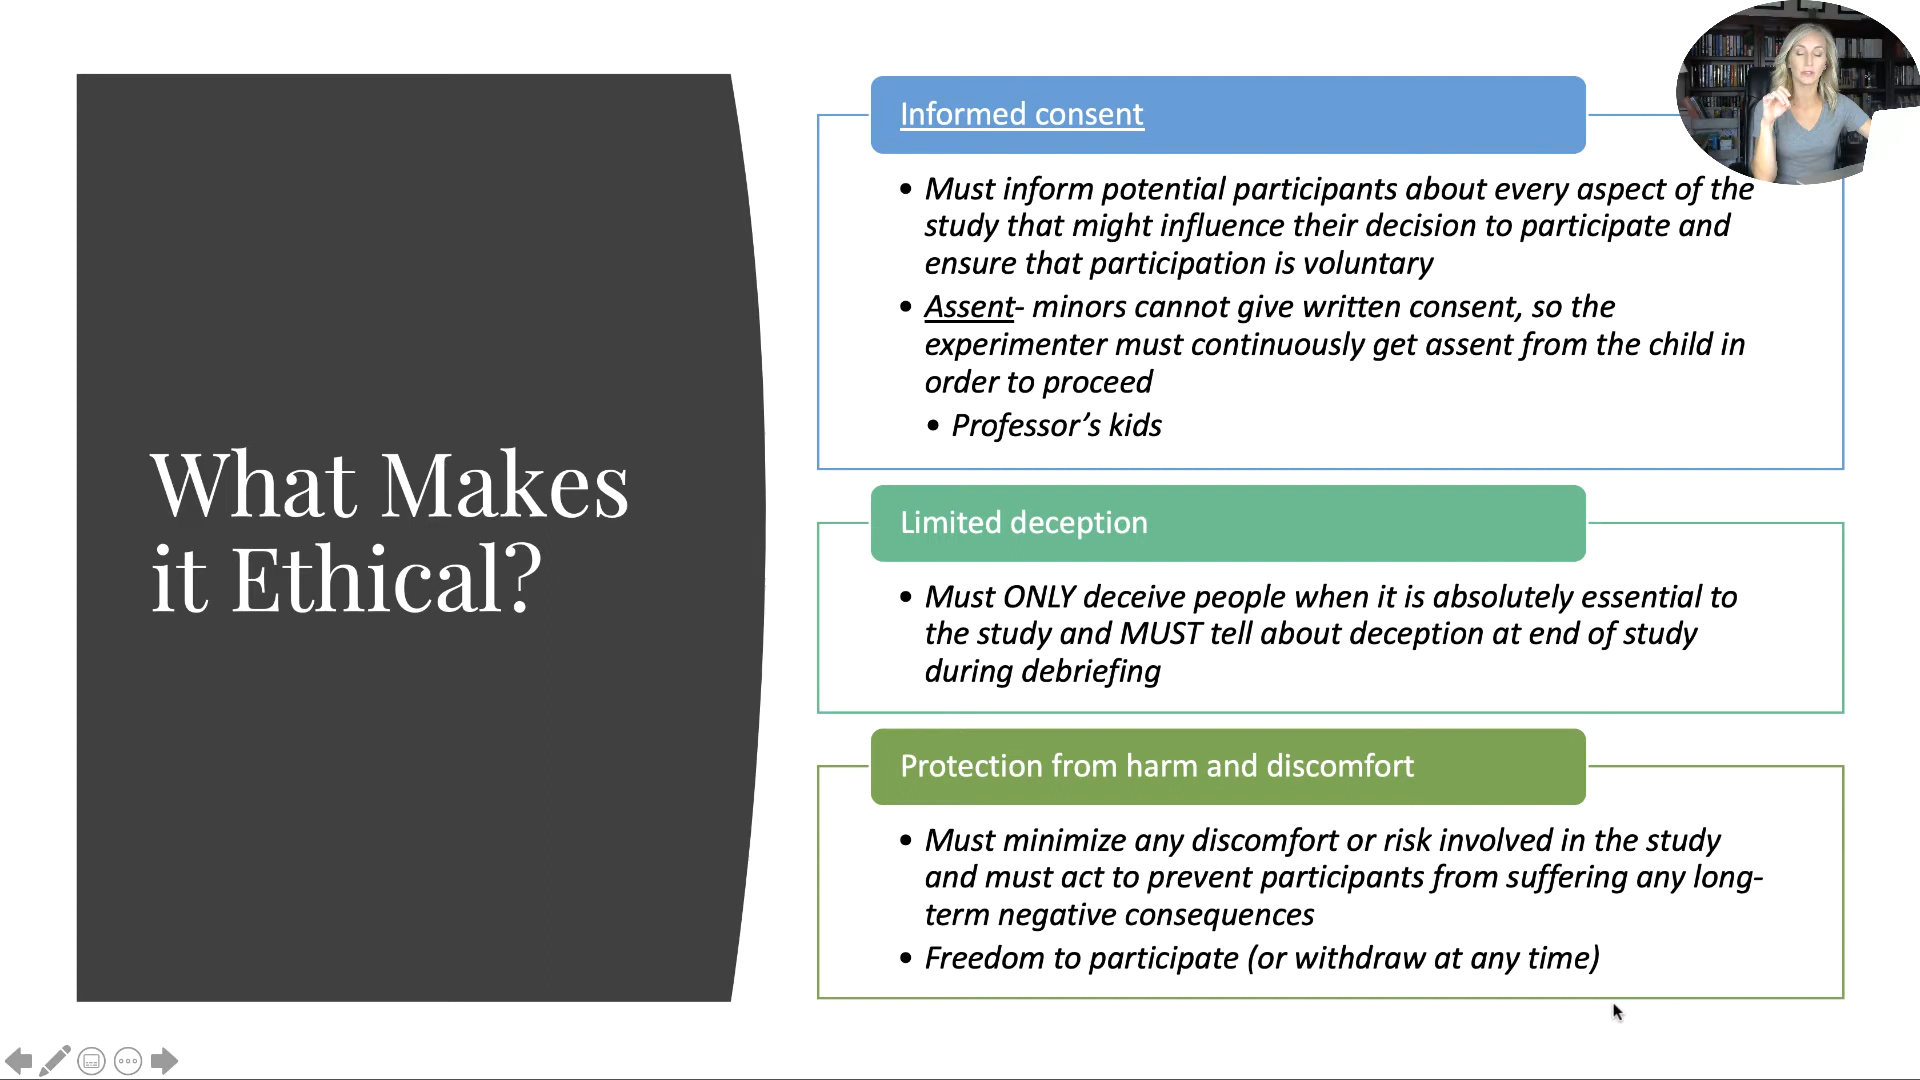 What Makes
it Ethical?
Informed consent
• Must inform potential participants about every aspect of the
study that might influence their decision to participate and
ensure that participation is voluntary
• Assent- minors cannot give written consent, so the
experimenter must continuously get assent from the child in
order to proceed
• Professor’s kids
Limited deception
• Must ONLY deceive people when it is absolutely essential to
the study and MUST tell about deception at end of study
during debriefing
Protection from harm and discomfort
• Must minimize any discomfort or risk involved in the study
and must act to prevent participants from suffering any long-
term negative consequences
• Freedom to participate (or withdraw at any time)